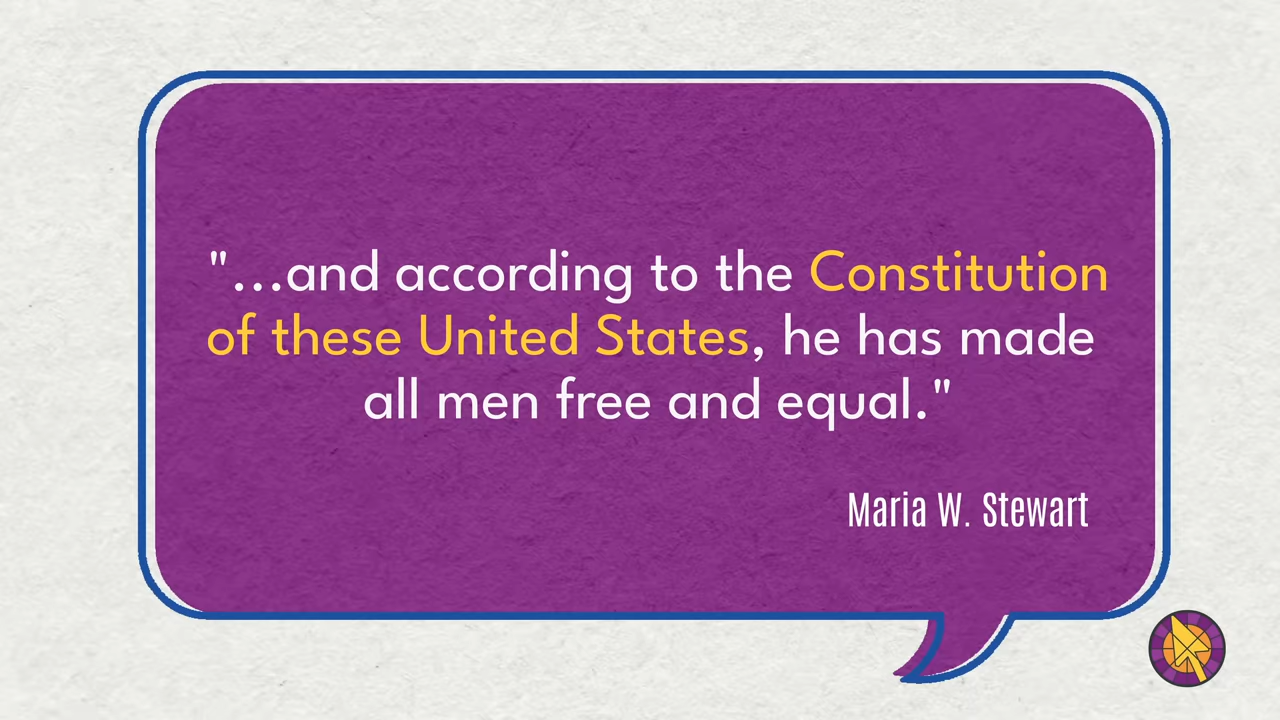 "...and according to the Constitution
of these United States, he has made
all men free and equal."
Maria W. Stewart